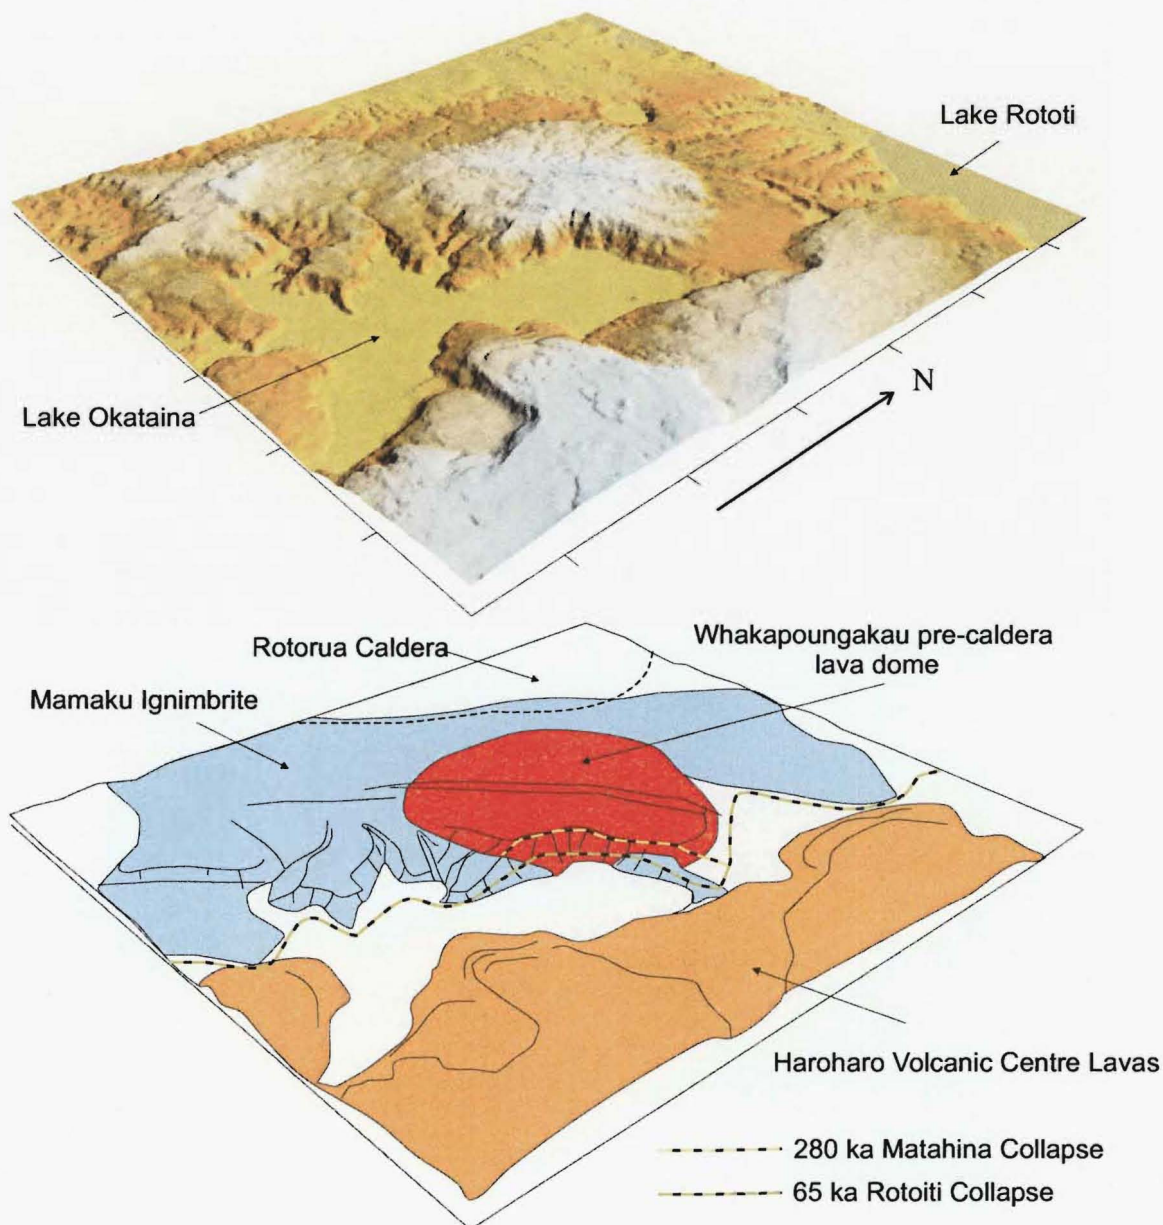 Lake Rototi
N
Lake Okataina
Rotorua Caldera
Whakapoungakau pre-caldera
lava dome
Mamaku Ignimbrite
Haroharo Volcanic Centre Lavas
280 ka Matahina Collapse
65 ka Rotoiti Collapse